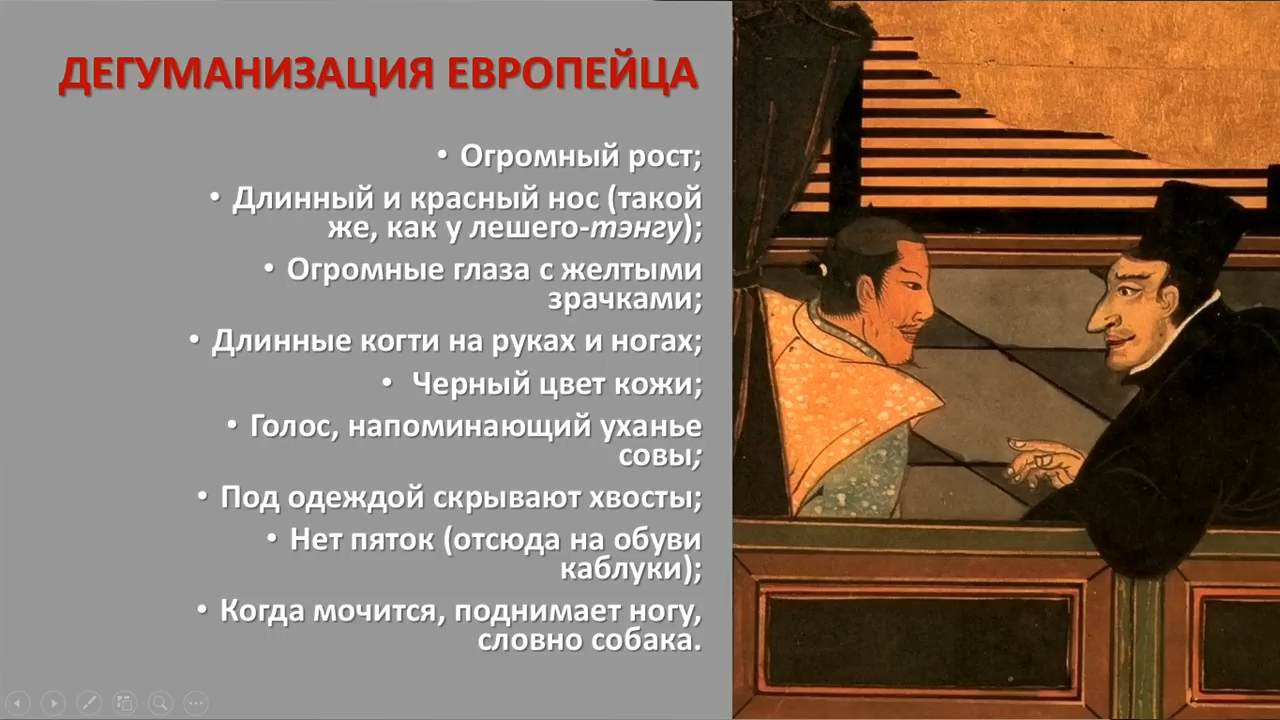 ДЕГУМАНИЗАЦИЯ ЕВРОПЕЙЦА
• Огромный рост;
• Длинный и красный нос (такой
же, как у лешего-тэнгу);
• Огромные глаза с желтыми
зрачками;
• Длинные когти на руках и ногах;
• Черный цвет кожи;
• Голос, напоминающий уханье
совы;
• Под одеждой скрывают хвосты;
• Нет пяток (отсюда на обуви
каблуки);
• Когда мочится, поднимает ногу,
словно собака.